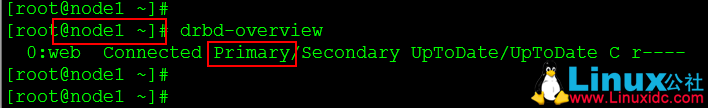 [root@node1 ~]#
[root@node1 ~]# drbd-overview
0:web Connected Primary/Secondary UpToDate/UpToDate C r----
[root@node1 ~]#
[root@node1 ~]#
Linux公社
www.Linuxidc.com